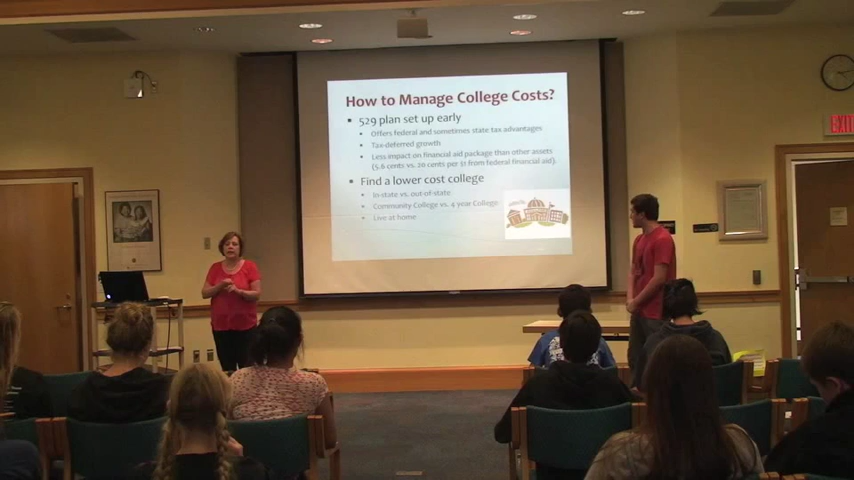 How to Manage College Costs?
• 529 plan set up early
• Offers federal and sometimes state tax advantages
• Tax-deferred growth
• Less impact on financial aid package than other assets
(5.6 cents vs. 20 cents per $1 from federal financial aid).
• Find a lower cost college
• In-state vs. out-of-state
• Community College vs. 4 year College
• Live at home
EXIT